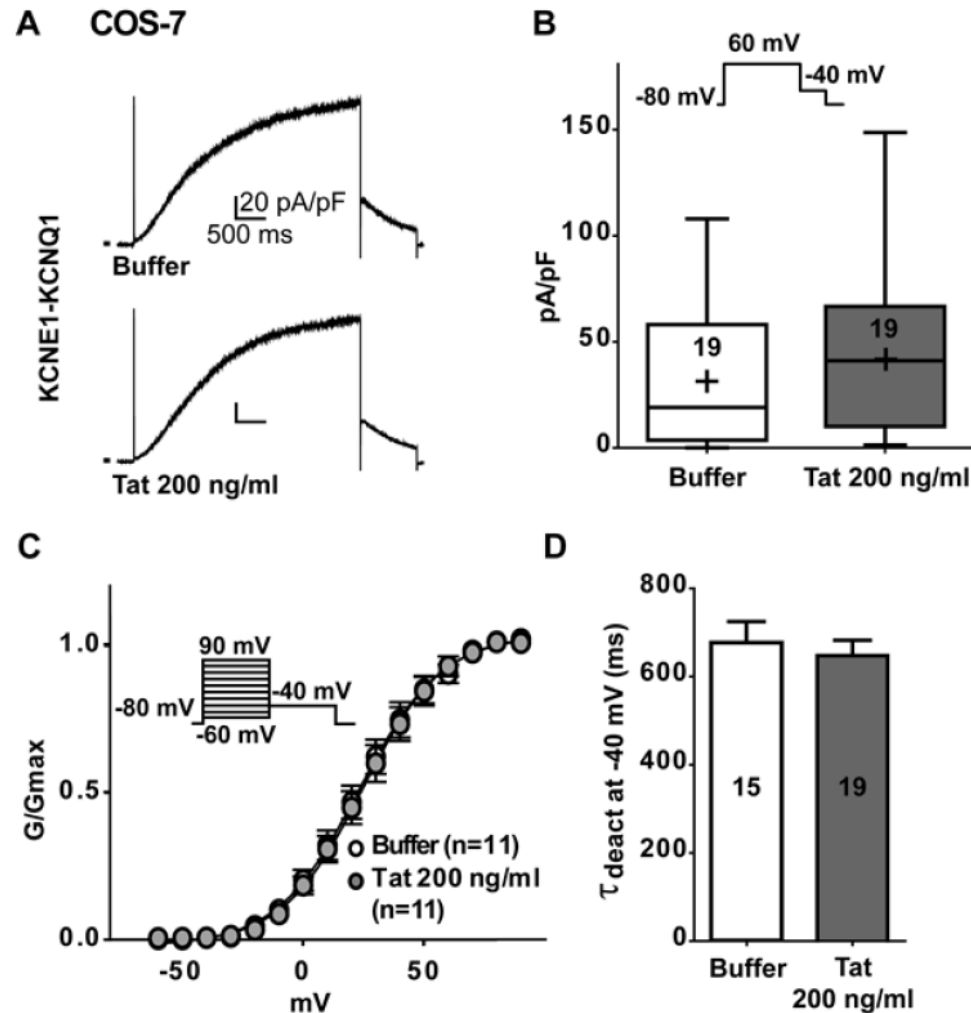 A COS-7
KCNE1-KCNQ1
20 pA/pF
500 ms
Buffer
Tat 200 ng/ml
B
60 mV
-40 mV
-80 mV
pA/pF
150
100
50
0
19
19
Buffer
Tat 200 ng/ml
C
G/Gmax
1.0
0.5
0.0
90 mV
-40 mV
-80 mV
-60 mV
Buffer (n=11)
Tat 200 ng/ml
(n=11)
-50
0
50
mV
D
τ deact at -40 mV (ms)
800
600
400
200
0
15
19
Buffer
Tat
200 ng/ml